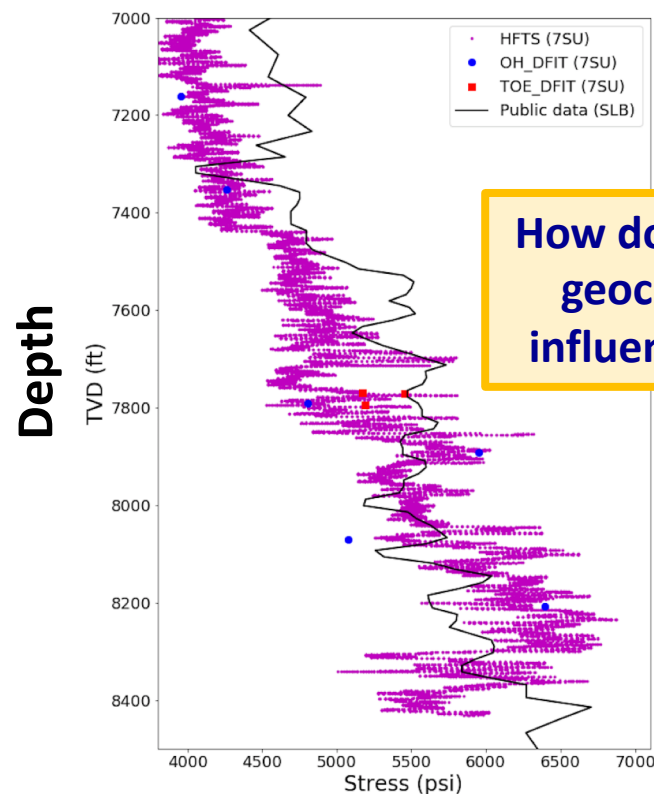 7000
7200
7400
7600
7800
8000
8200
8400
Depth
TVD (ft)
HFTS (7SU)
OH_DFIT (7SU)
TOE_DFIT (7SU)
Public data (SLB)
How do
geoc
influen
4000 4500 5000 5500 6000 6500 7000
Stress (psi)